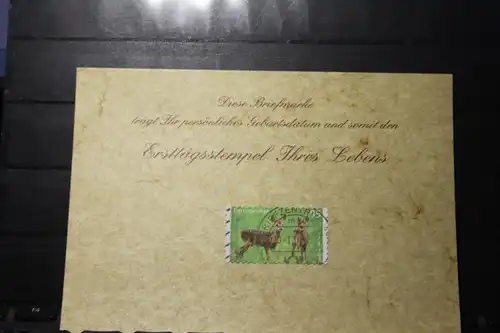 Diese Briefmarke
trägt Ihr persönliches Geburtsdatum und somit den
Ersttagsstempel Ihres Lebens